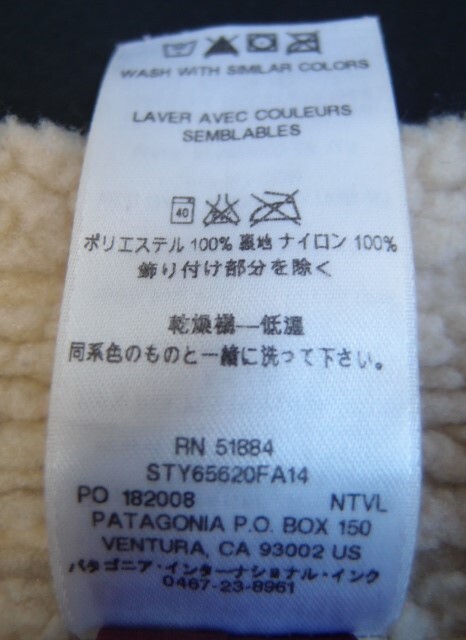 WASH WITH SIMILAR COLORS
LAVER AVEC COULEURS
SEMBLABLES
40
ポリエステル 100% 裏地 ナイロン 100%
飾り付け部分を除く
乾燥機—低温
同系色のものと一緒に洗って下さい。
RN 51884
STY65620FA14
PO 182008 NTVL
PATAGONIA P.O. BOX 150
VENTURA, CA 93002 US
パタゴニア・インターナショナル・インク
0467-23-8961